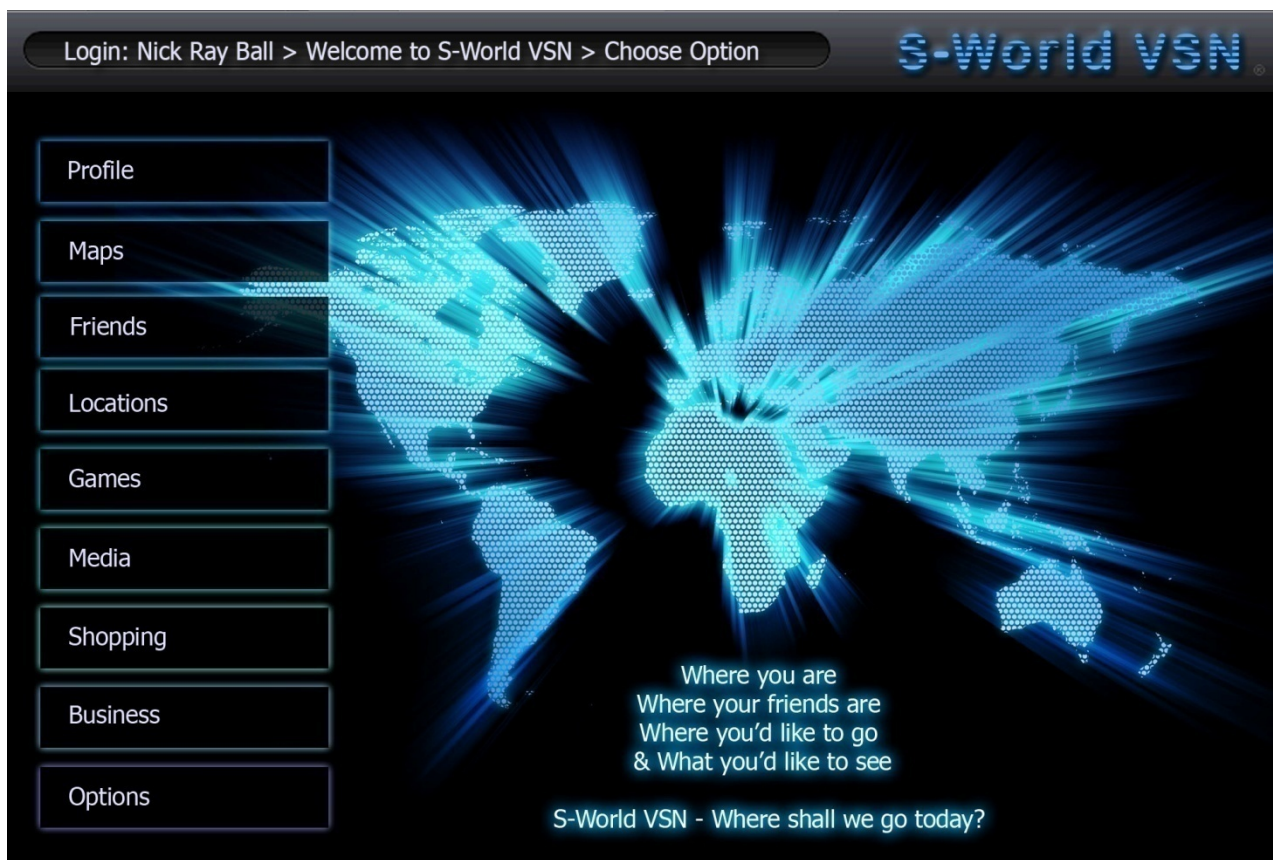 Login: Nick Ray Ball > Welcome to S-World VSN > Choose Option
S-World VSN ®
Profile
Maps
Friends
Locations
Games
Media
Shopping
Business
Options
Where you are
Where your friends are
Where you'd like to go
& What you'd like to see
S-World VSN - Where shall we go today?